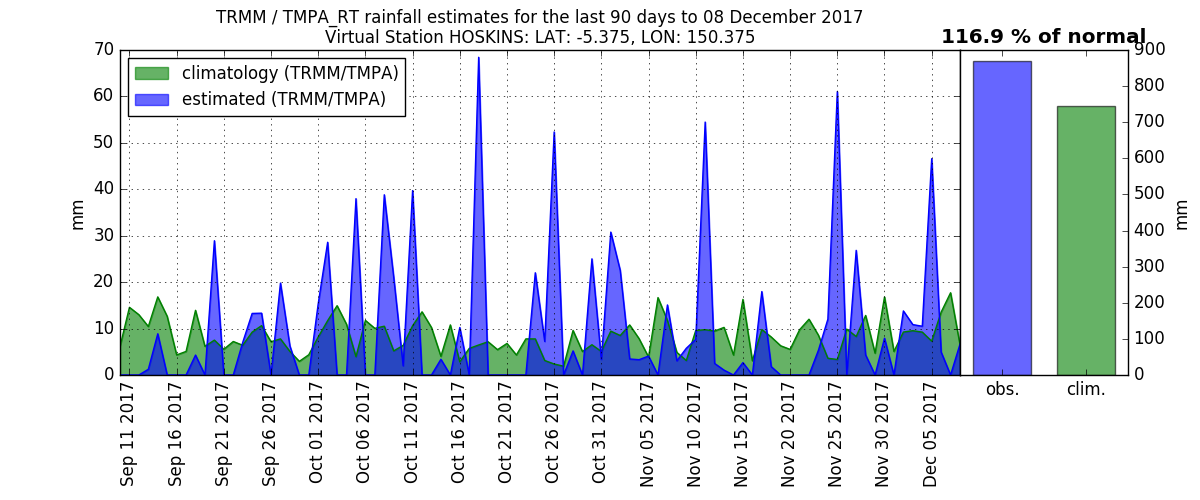 TRMM / TMPA_RT rainfall estimates for the last 90 days to 08 December 2017
Virtual Station HOSKINS: LAT: -5.375, LON: 150.375
116.9 % of normal
climatology (TRMM/TMPA)
estimated (TRMM/TMPA)
mm
70
60
50
40
30
20
10
0
Sep 11 2017
Sep 16 2017
Sep 21 2017
Sep 26 2017
Oct 01 2017
Oct 06 2017
Oct 11 2017
Oct 16 2017
Oct 21 2017
Oct 26 2017
Oct 31 2017
Nov 05 2017
Nov 10 2017
Nov 15 2017
Nov 20 2017
Nov 25 2017
Nov 30 2017
Dec 05 2017
obs.
clim.
900
800
700
600
500
400
300
200
100
0
mm